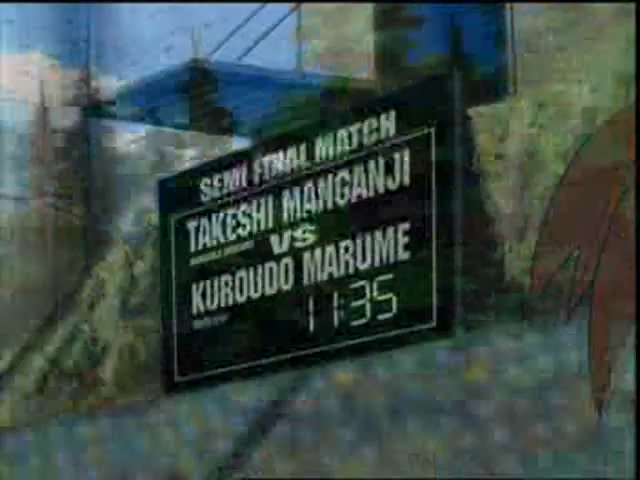 SEMI FINAL MATCH
TAKESHI MANGANJI
VS
KUROUDO MARUME
11:35